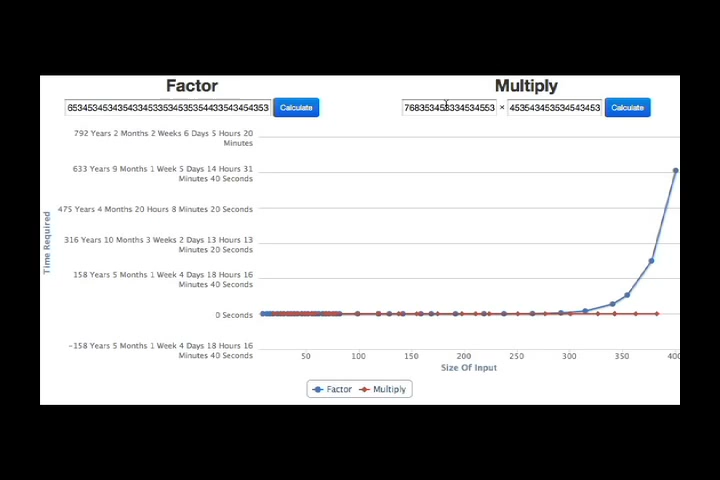 Factor
Multiply
653453453435433453353453535443354345435​3
Calculate
768353453334534553
×
453543453534543453
Calculate
792 Years 2 Months 2 Weeks 6 Days 5 Hours 20
Minutes
633 Years 9 Months 1 Week 5 Days 14 Hours 31
Minutes 40 Seconds
475 Years 4 Months 20 Hours 8 Minutes 20 Seconds
316 Years 10 Months 3 Weeks 2 Days 13 Hours 13
Minutes 20 Seconds
158 Years 5 Months 1 Week 4 Days 18 Hours 16
Minutes 40 Seconds
0 Seconds
-158 Years 5 Months 1 Week 4 Days 18 Hours 16
Minutes 40 Seconds
Time Required
50
100
150
200
250
300
350
400
Size Of Input
Factor
Multiply